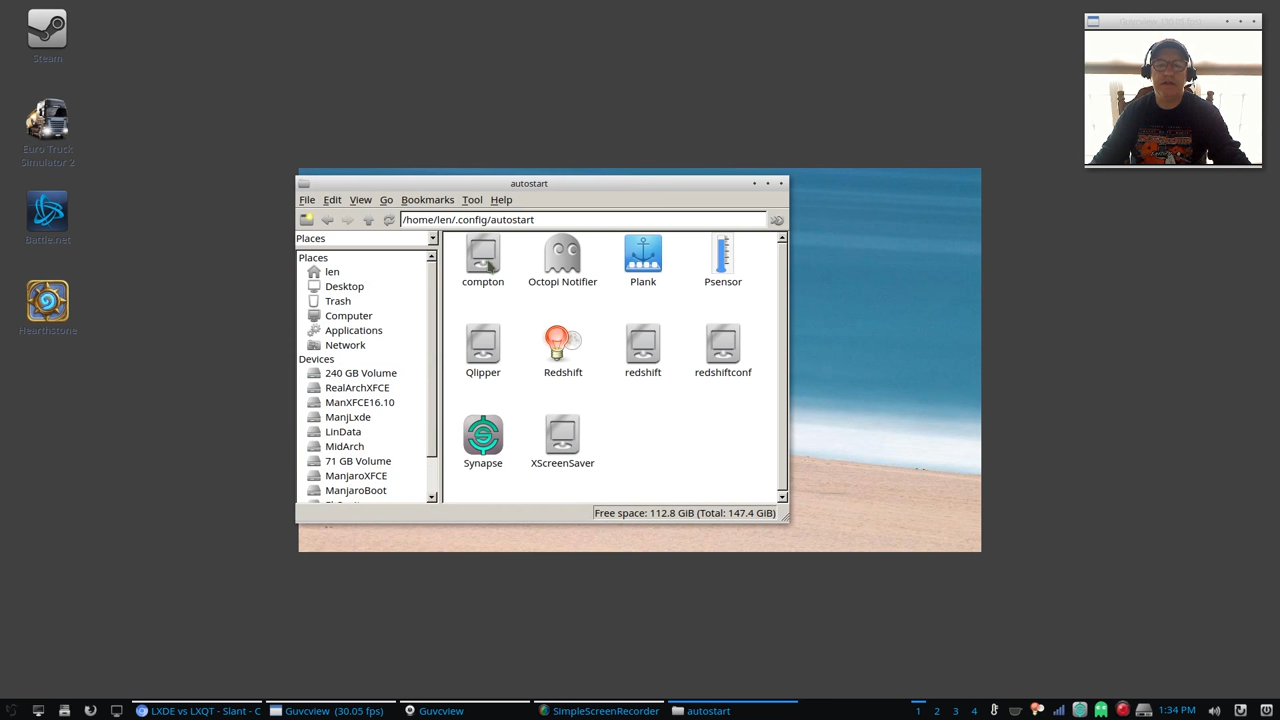 Steam
Euro Truck
Simulator 2
Battle.net
Hearthstone
Guvcview (30.05 fps)
autostart
File Edit View Go Bookmarks Tool Help
/home/len/.config/autostart
Places
Places
len
Desktop
Trash
Computer
Applications
Network
Devices
240 GB Volume
RealArchXFCE
ManXFCE16.10
ManjLxde
LinData
MidArch
71 GB Volume
ManjaroXFCE
ManjaroBoot
compton Octopi Notifier Plank Psensor
Qlipper Redshift redshift redshiftconf
Synapse XScreenSaver
Free space: 112.8 GiB (Total: 147.4 GiB)
LXDE vs LXQT - Slant - C Guvcview (30.05 fps) Guvcview SimpleScreenRecorder autostart 1 2 3 4 1:34 PM